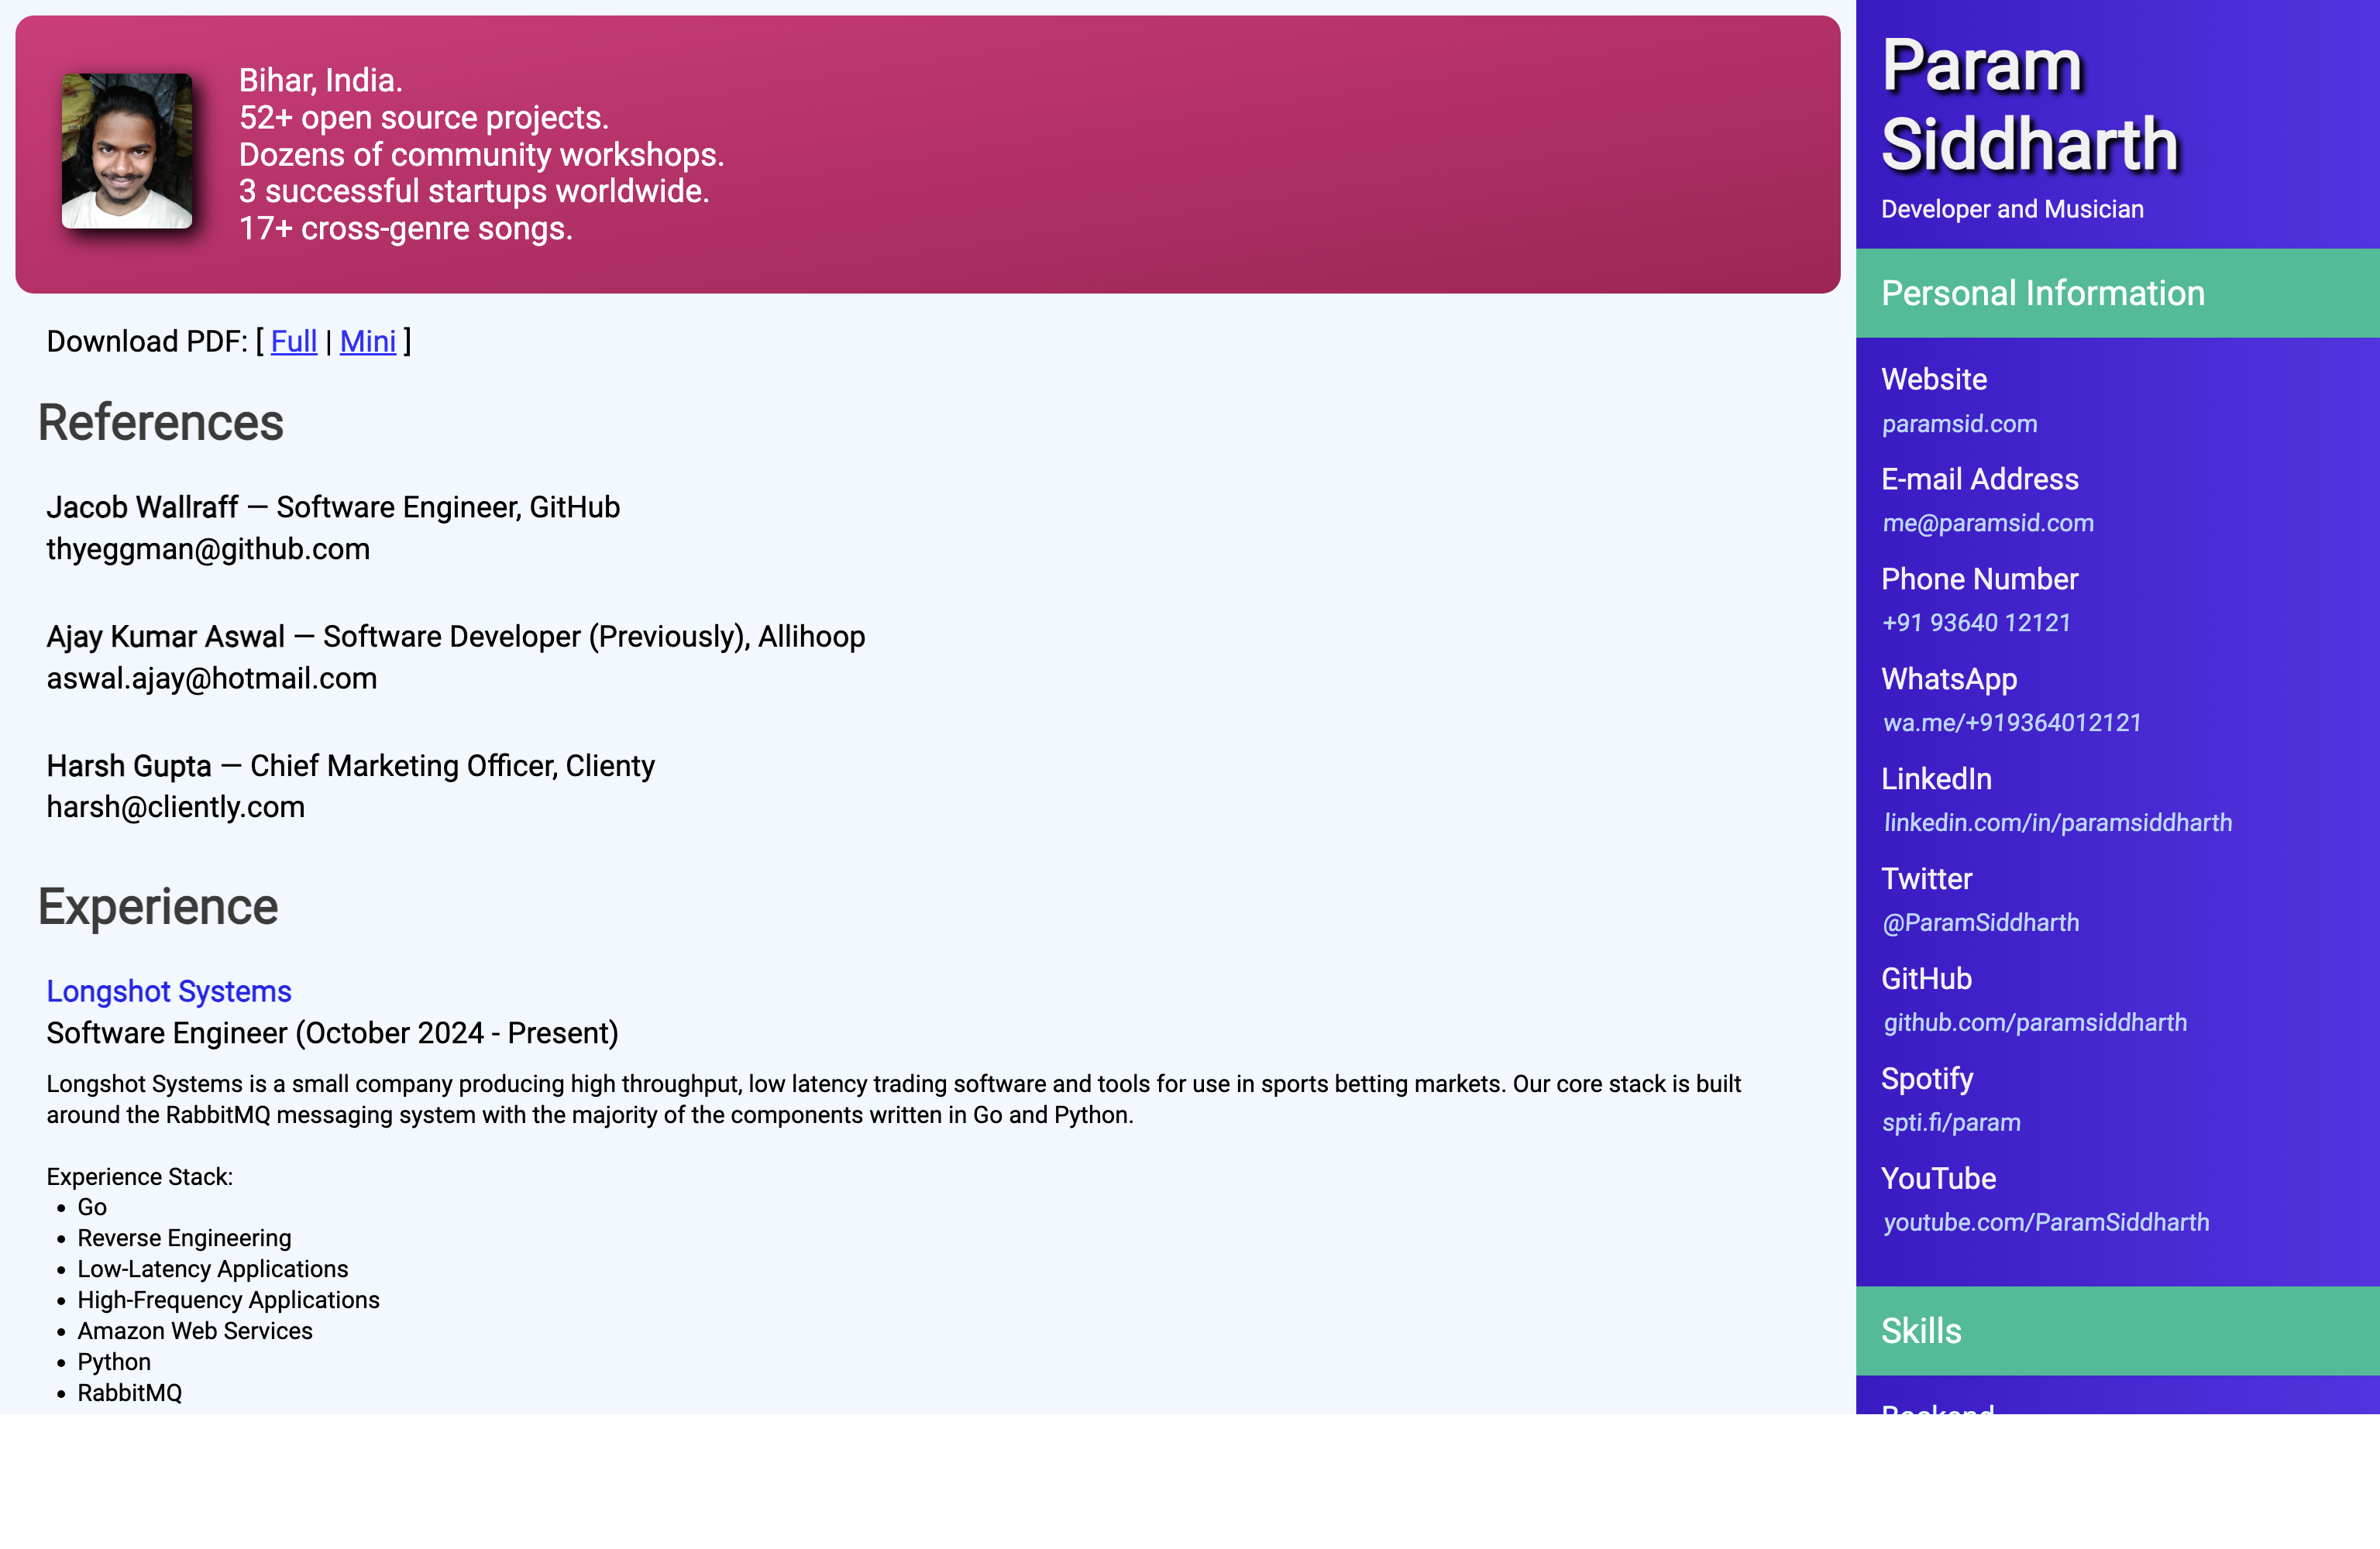 Bihar, India.
52+ open source projects.
Dozens of community workshops.
3 successful startups worldwide.
17+ cross-genre songs.
Download PDF: [ Full | Mini ]
References
Jacob Wallraff — Software Engineer, GitHub
thyeggman@github.com
Ajay Kumar Aswal — Software Developer (Previously), Allihoop
aswal.ajay@hotmail.com
Harsh Gupta — Chief Marketing Officer, Clienty
harsh@cliently.com
Experience
Longshot Systems
Software Engineer (October 2024 - Present)
Longshot Systems is a small company producing high throughput, low latency trading software and tools for use in sports betting markets. Our core stack is built
around the RabbitMQ messaging system with the majority of the components written in Go and Python.
Experience Stack:
• Go
• Reverse Engineering
• Low-Latency Applications
• High-Frequency Applications
• Amazon Web Services
• Python
• RabbitMQ
Param
Siddharth
Developer and Musician
Personal Information
Website
paramsid.com
E-mail Address
me@paramsid.com
Phone Number
+91 93640 12121
WhatsApp
wa.me/+919364012121
LinkedIn
linkedin.com/in/paramsiddharth
Twitter
@ParamSiddharth
GitHub
github.com/paramsiddharth
Spotify
spti.fi/param
YouTube
youtube.com/ParamSiddharth
Skills
Backend